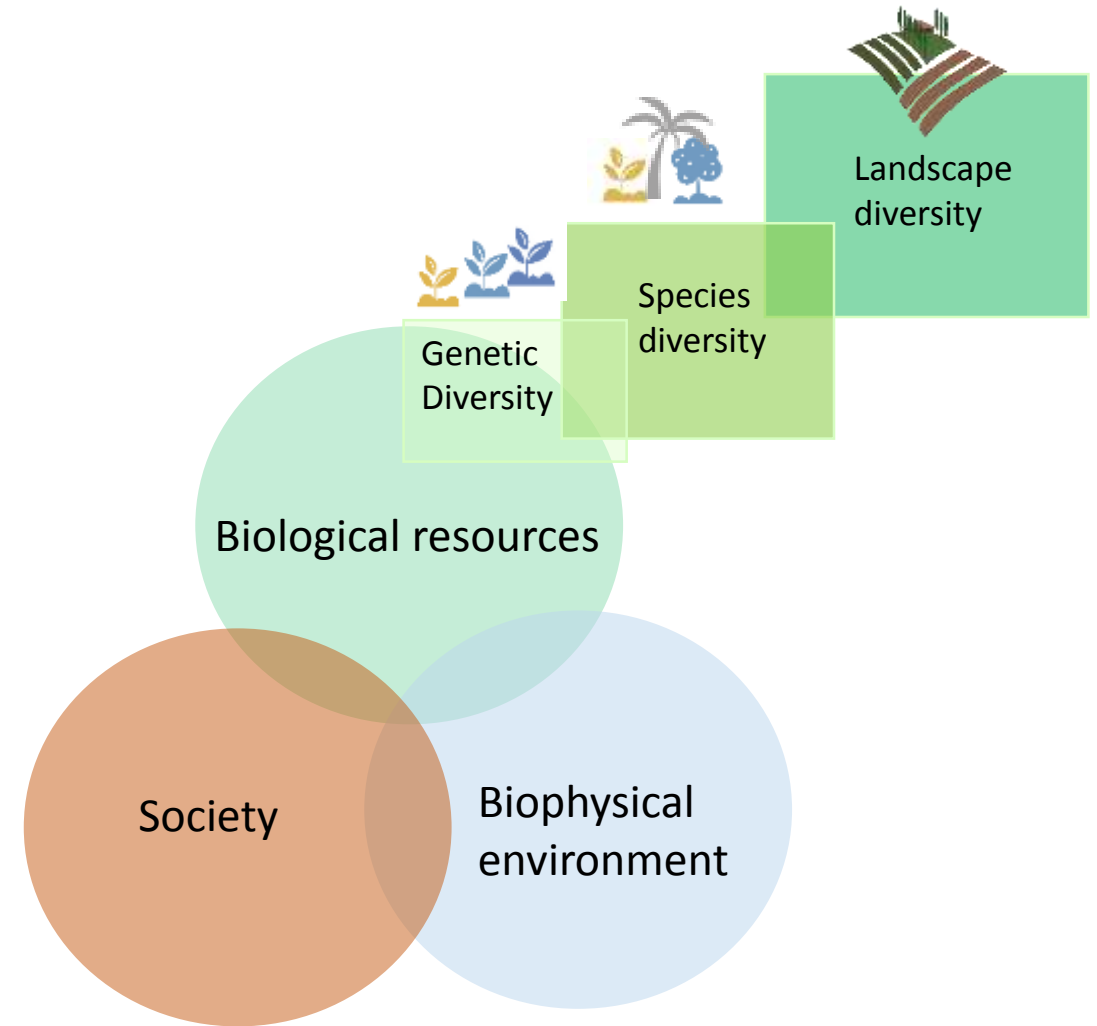 Landscape
diversity
Species
diversity
Genetic
Diversity
Biological resources
Society
Biophysical
environment